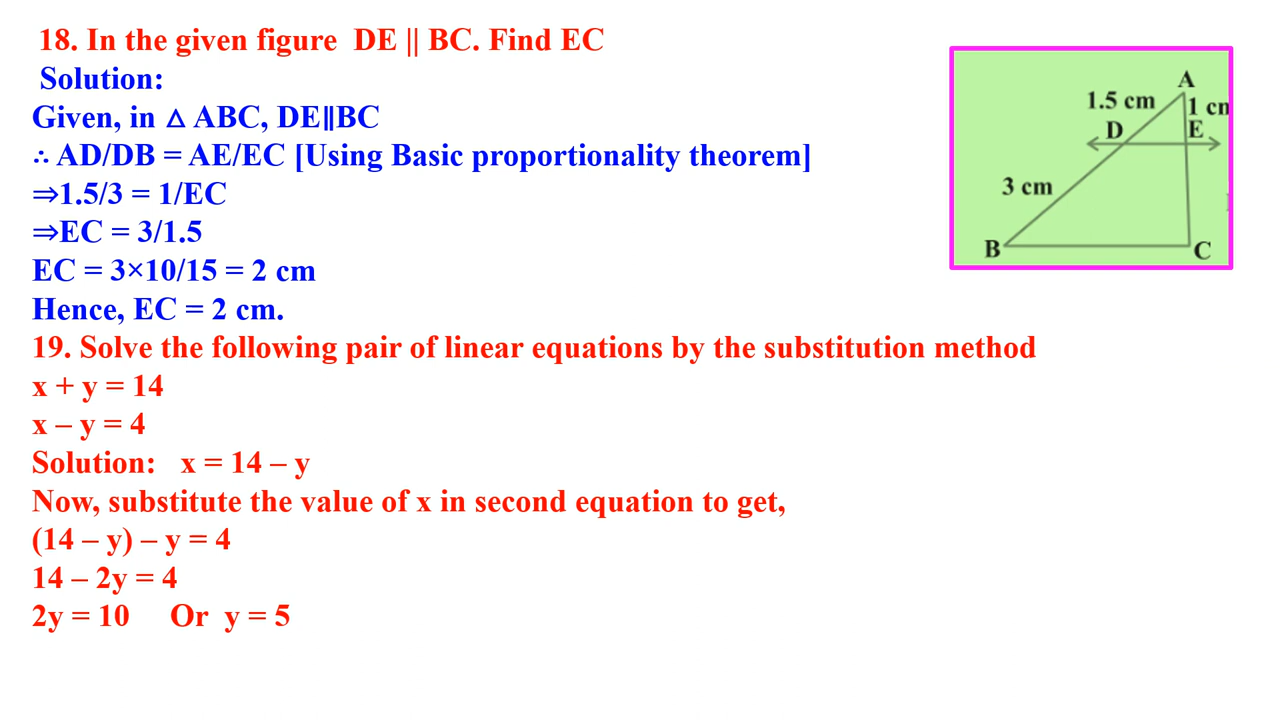 18. In the given figure  DE || BC. Find EC
Solution:
Given, in △ ABC, DE∥BC
∴ AD/DB = AE/EC [Using Basic proportionality theorem]
⇒1.5/3 = 1/EC
⇒EC = 3/1.5
EC = 3×10/15 = 2 cm
Hence, EC = 2 cm.
19. Solve the following pair of linear equations by the substitution method
x + y = 14
x – y = 4
Solution:   x = 14 – y
Now, substitute the value of x in second equation to get,
(14 – y) – y = 4
14 – 2y = 4
2y = 10     Or  y = 5
A
1.5 cm
1 cn
D
E
3 cm
B
C